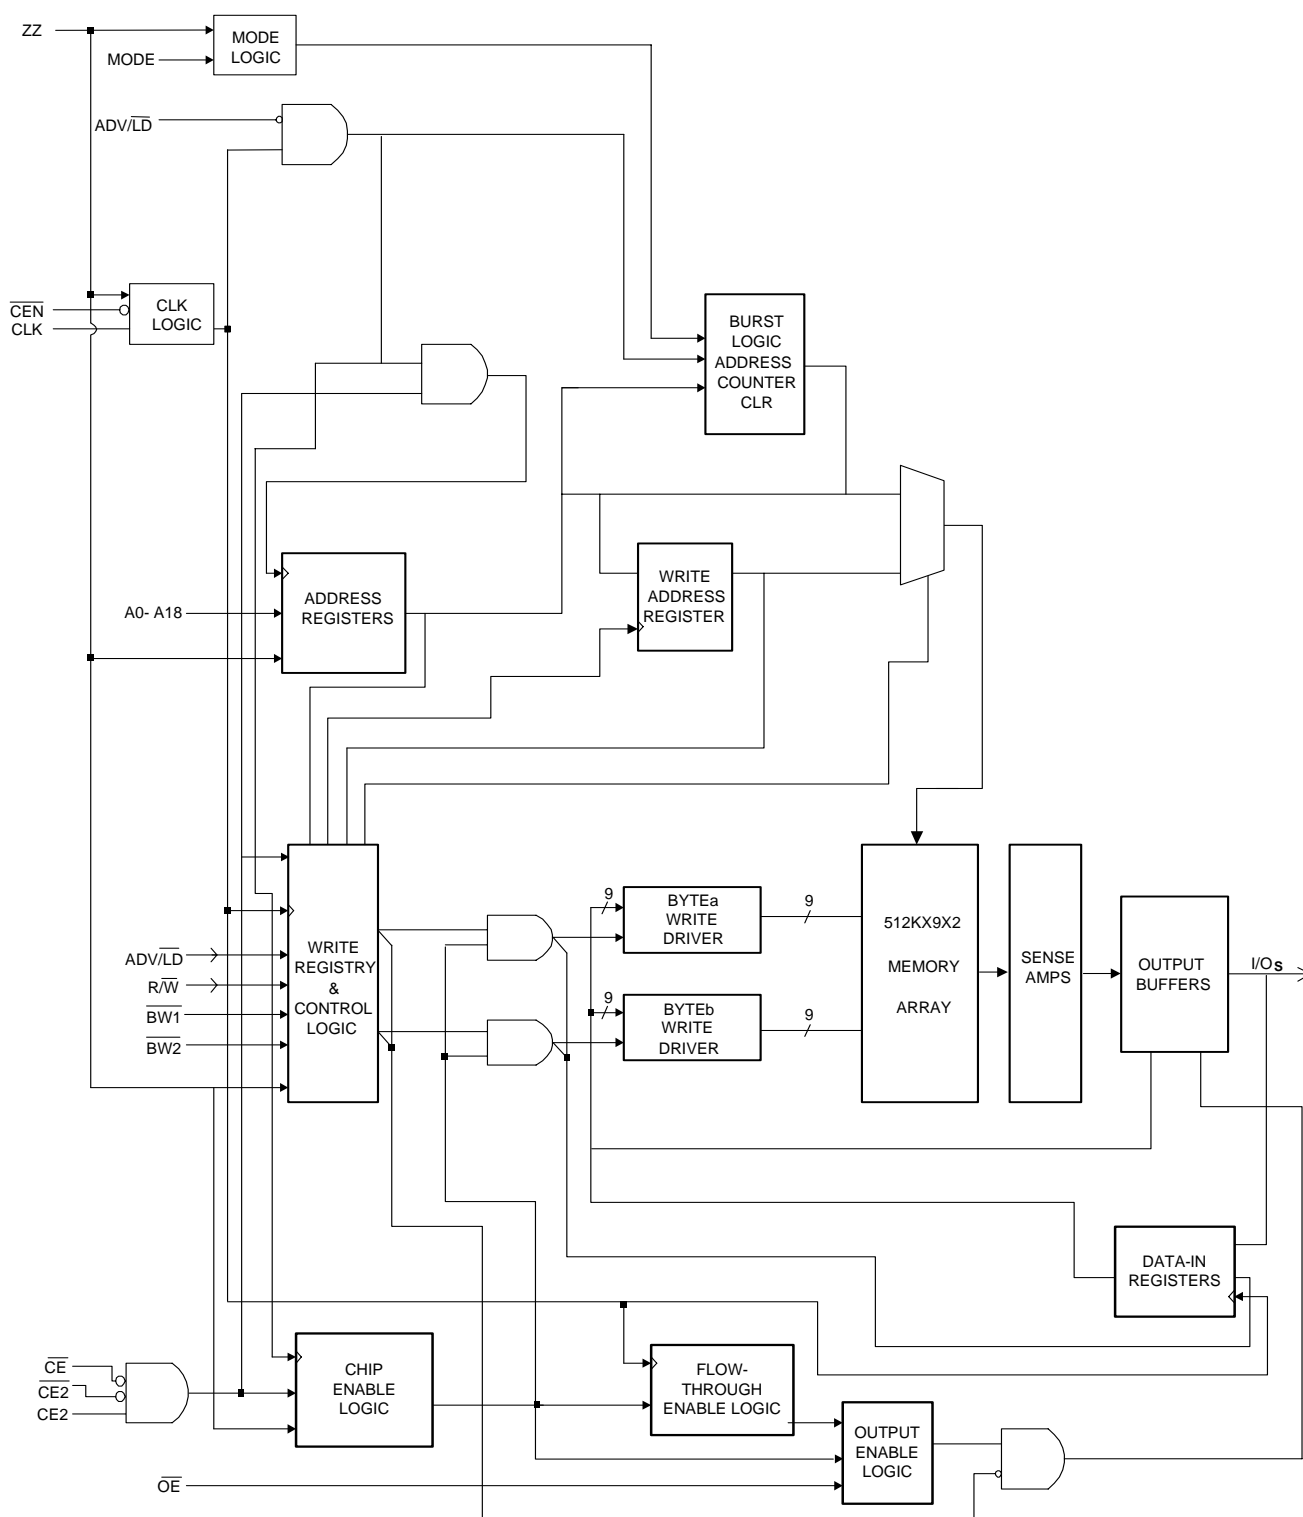 ZZ
MODE
MODE
LOGIC
ADV/LD
CEN
CLK
CLK
LOGIC
BURST
LOGIC
ADDRESS
COUNTER
CLR
A0- A18
ADDRESS
REGISTERS
WRITE
ADDRESS
REGISTER
ADV/LD
R/W
BW1
BW2
WRITE
REGISTRY
&
CONTROL
LOGIC
9
BYTEa
WRITE
DRIVER
9
9
BYTEb
WRITE
DRIVER
9
512KX9X2
MEMORY
ARRAY
SENSE
AMPS
OUTPUT
BUFFERS
I/Os
DATA-IN
REGISTERS
CE
CE2
CE2
CHIP
ENABLE
LOGIC
FLOW-
THROUGH
ENABLE LOGIC
OE
OUTPUT
ENABLE
LOGIC